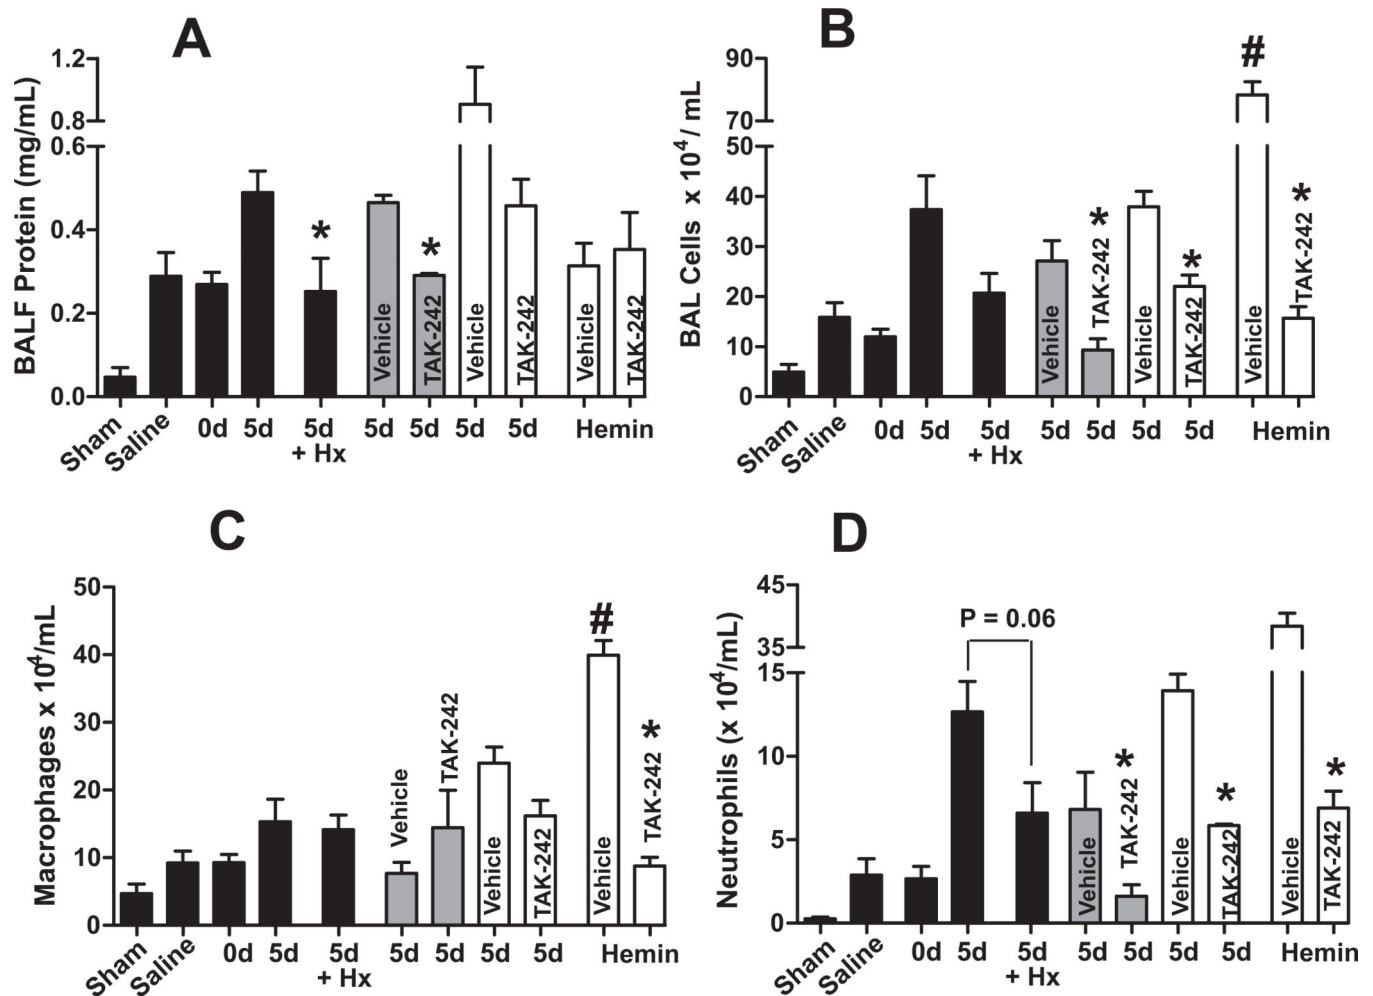 A
BALF Protein (mg/mL)
1.2
0.8
0.6
0.4
0.2
0.0
*
*
Vehicle
TAK-242
Vehicle
TAK-242
Vehicle
TAK-242
Sham
Saline
0d
5d
5d
+ Hx
5d
5d
5d
5d
Hemin
B
BAL Cells x 10⁴/ mL
90
70
50
40
30
20
10
0
#
*
*
*
Vehicle
TAK-242
Vehicle
TAK-242
Vehicle
TAK-242
Sham
Saline
0d
5d
5d
+ Hx
5d
5d
5d
5d
Hemin
C
Macrophages x 10⁴/mL
50
40
30
20
10
0
#
*
Vehicle
TAK-242
Vehicle
TAK-242
Vehicle
TAK-242
Sham
Saline
0d
5d
5d
+ Hx
5d
5d
5d
5d
Hemin
D
Neutrophils (x 10⁴/mL)
45
35
15
10
5
0
P = 0.06
*
*
*
Vehicle
TAK-242
Vehicle
TAK-242
Vehicle
TAK-242
Sham
Saline
0d
5d
5d
+ Hx
5d
5d
5d
5d
Hemin